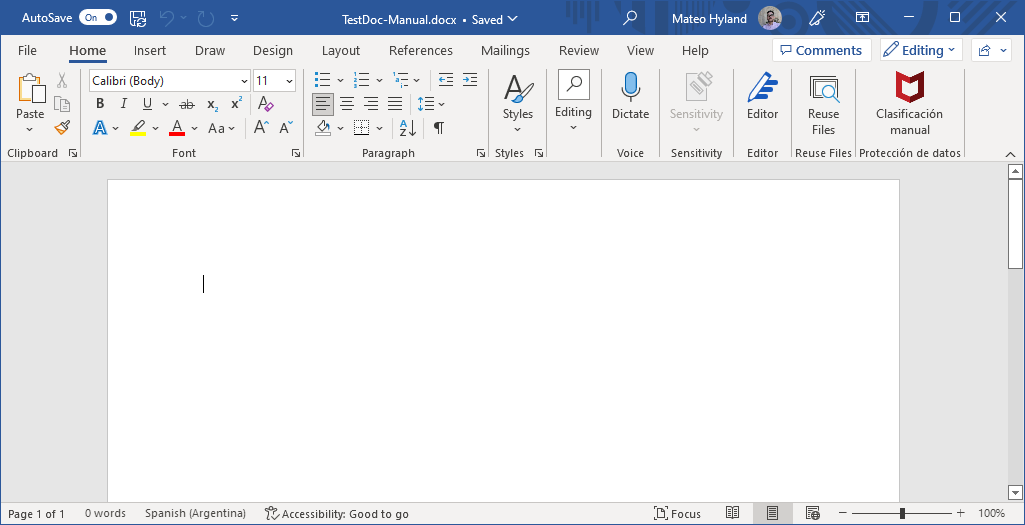 AutoSave On TestDoc-Manual.docx • Saved Mateo Hyland
File Home Insert Draw Design Layout References Mailings Review View Help Comments Editing
Calibri (Body) 11
Paste
B I U ab x₂ x² A
A A Aa A A
A Z ¶
Styles
Editing
Dictate
Sensitivity
Editor
Reuse
Files
Clasificación
manual
Clipboard Font Paragraph Styles Voice Sensitivity Editor Reuse Files Protección de datos
Page 1 of 1 0 words Spanish (Argentina) Accessibility: Good to go Focus 100%